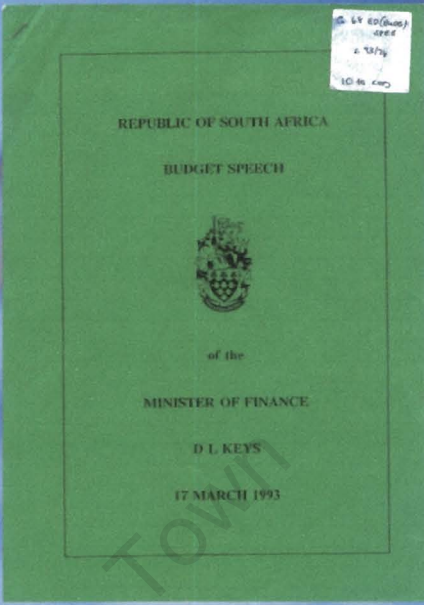 REPUBLIC OF SOUTH AFRICA
BUDGET SPEECH
of the
MINISTER OF FINANCE
D L KEYS
17 MARCH 1993
Town